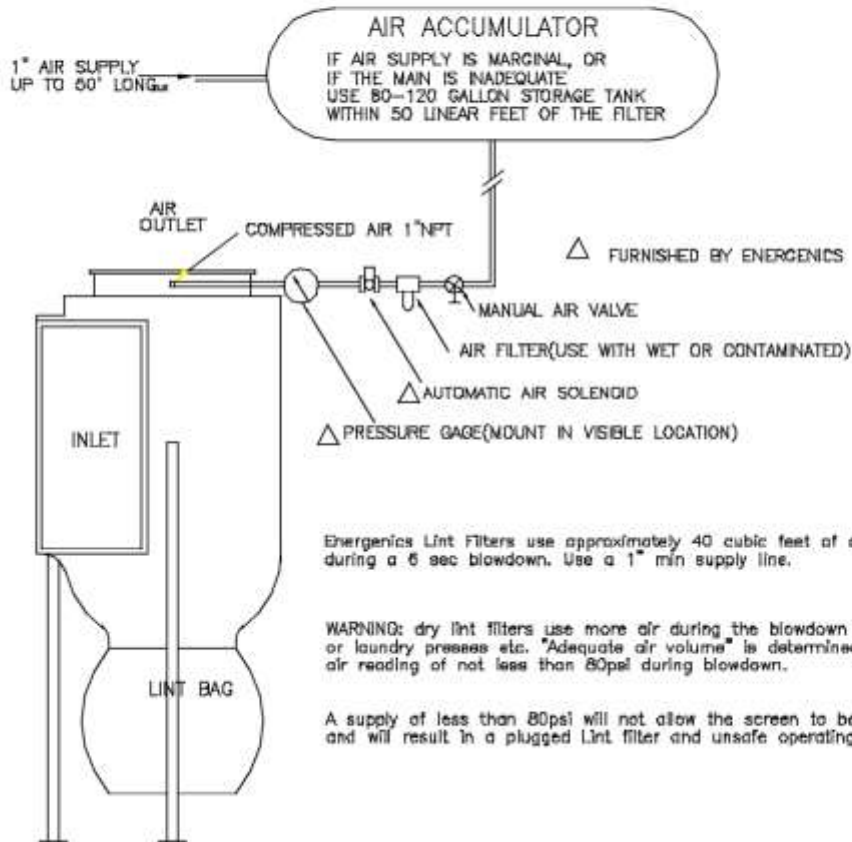 AIR ACCUMULATOR
IF AIR SUPPLY IS MARGINAL, OR
IF THE MAIN IS INADEQUATE
USE 80-120 GALLON STORAGE TANK
WITHIN 50 LINEAR FEET OF THE FILTER
1" AIR SUPPLY
UP TO 50' LONG
AIR
OUTLET
COMPRESSED AIR 1"NPT
FURNISHED BY ENERGENICS
MANUAL AIR VALVE
AIR FILTER(USE WITH WET OR CONTAMINATED)
AUTOMATIC AIR SOLENOID
PRESSURE GAGE(MOUNT IN VISIBLE LOCATION)
INLET
LINT BAG
Energenics Lint Filters use approximately 40 cubic feet of
during a 6 sec blowdown. Use a 1" min supply line.
WARNING: dry lint filters use more air during the blowdown
or laundry presses etc. "Adequate air volume" is determined
air reading of not less than 80psi during blowdown.
A supply of less than 80psi will not allow the screen to be
and will result in a plugged Lint filter and unsafe operating